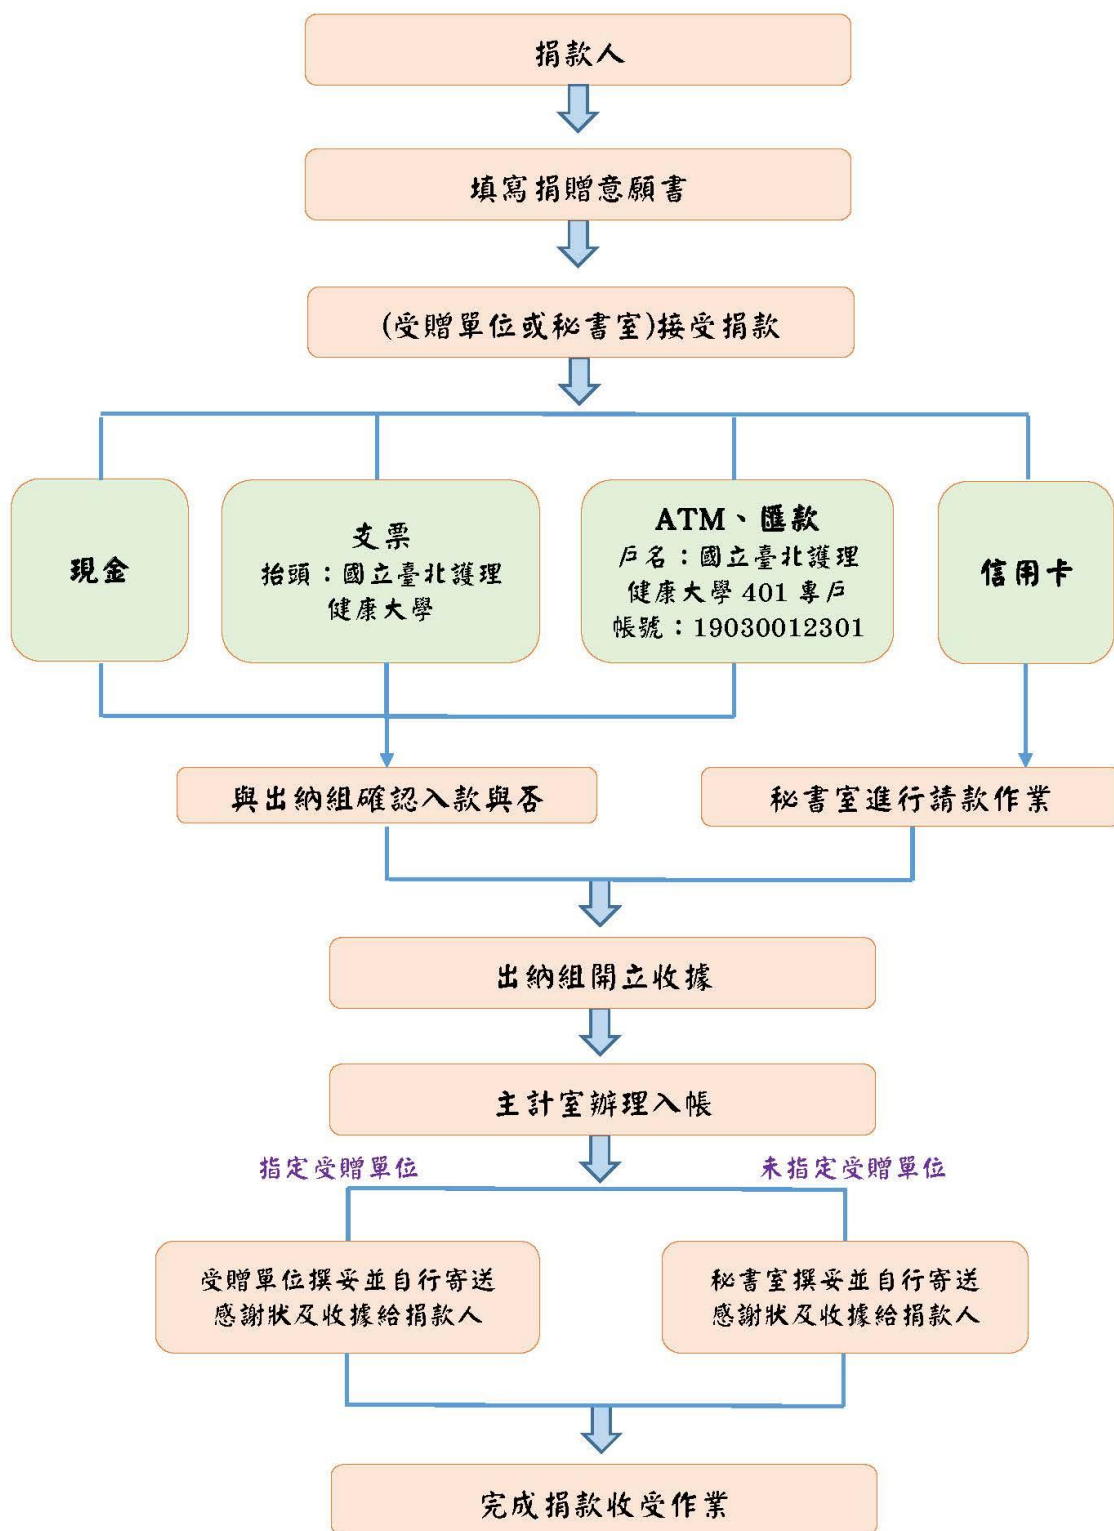 捐款人
填寫捐贈意願書
(受贈單位或秘書室)接受捐款
現金
支票
抬頭：國立臺北護理
健康大學
ATM、匯款
戶名：國立臺北護理
健康大學 401 專戶
帳號：19030012301
信用卡
與出納組確認入款與否
秘書室進行請款作業
出納組開立收據
主計室辦理入帳
指定受贈單位
未指定受贈單位
受贈單位撰妥並自行寄送
感謝狀及收據給捐款人
秘書室撰妥並自行寄送
感謝狀及收據給捐款人
完成捐款收受作業